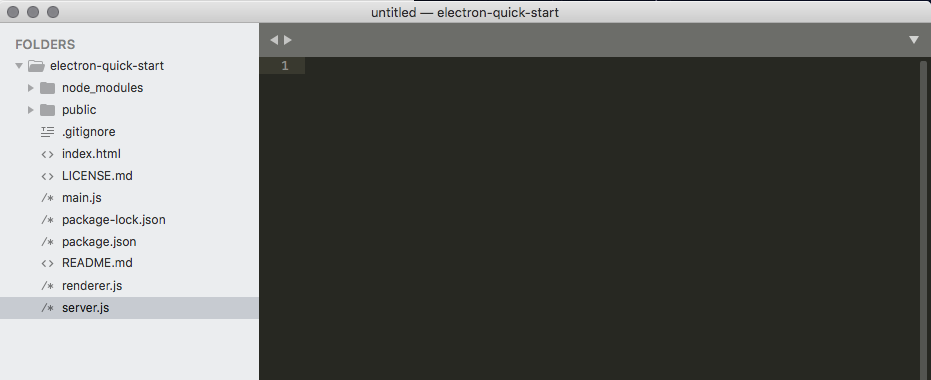 untitled — electron-quick-start
FOLDERS
electron-quick-start
node_modules
public
.gitignore
index.html
LICENSE.md
main.js
package-lock.json
package.json
README.md
renderer.js
server.js
1